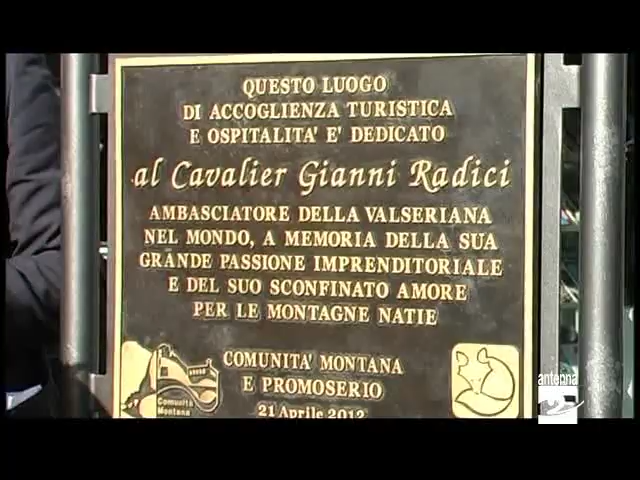 QUESTO LUOGO
DI ACCOGLIENZA TURISTICA
E OSPITALITA' E' DEDICATO
al Cavalier Gianni Radici
AMBASCIATORE DELLA VALSERIANA
NEL MONDO, A MEMORIA DELLA SUA
GRANDE PASSIONE IMPRENDITORIALE
E DEL SUO SCONFINATO AMORE
PER LE MONTAGNE NATIE
COMUNITA' MONTANA
E PROMOSERIO
21 Aprile 2012
Comunità
Montana
antenna